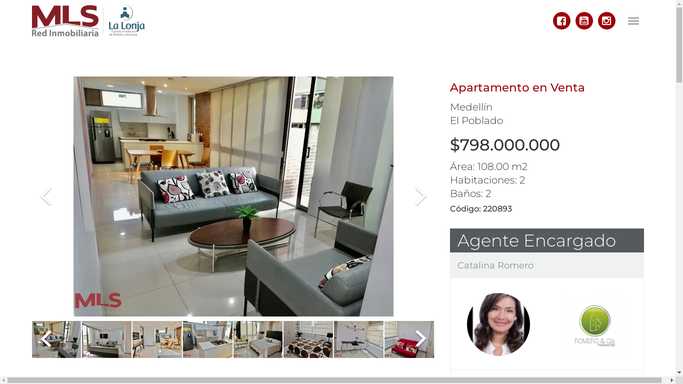 MLS
Red Inmobiliaria
La Lonja
Apartamento en Venta
Medellín
El Poblado
$798.000.000
Área: 108.00 m2
Habitaciones: 2
Baños: 2
Código: 220893
MLS
Agente Encargado
Catalina Romero
ROMERO & CIA